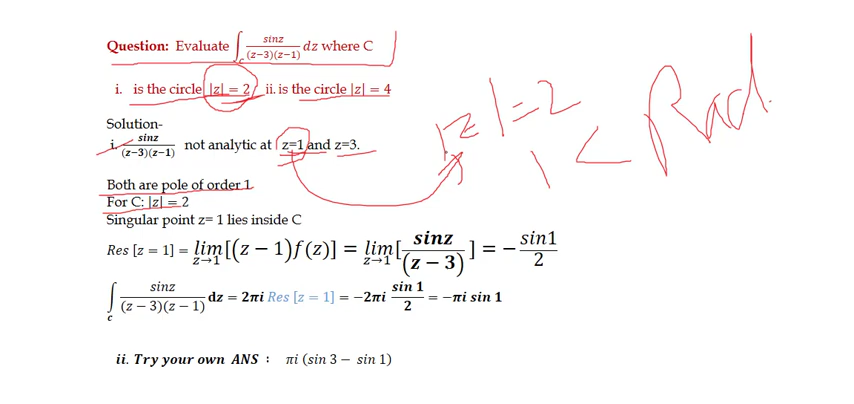 Question: Evaluate ∫_c sinz/((z−3)(z−1)) dz where C
i. is the circle |z| = 2 ii. is the circle |z| = 4
Solution-
i. sinz/((z−3)(z−1)) not analytic at z=1 and z=3.
Both are pole of order 1
For C: |z| = 2
Singular point z= 1 lies inside C
Res [z = 1] = lim_{z→1} [(z − 1)f(z)] = lim_{z→1} [sinz/(z − 3)] = − sin1/2
∫_c sinz/((z − 3)(z − 1)) dz = 2πi Res [z = 1] = −2πi sin 1/2 = −πi sin 1
ii. Try your own ANS : πi (sin 3 − sin 1)
|z| = 2
1 < Rad.